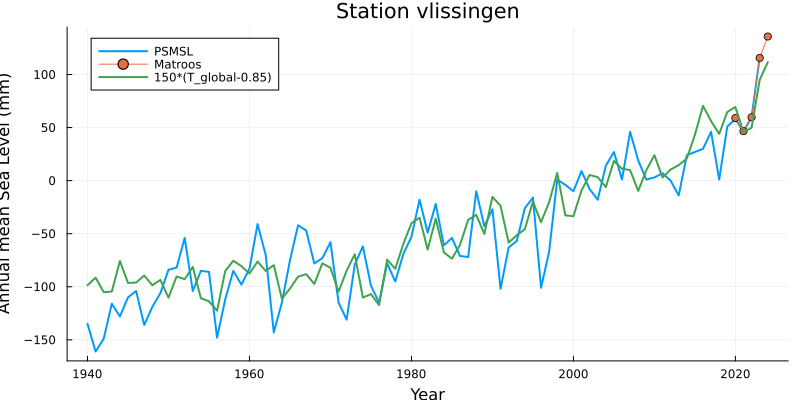 Station vlissingen
PSMSL
Matroos
150*(T_global-0.85)
Annual mean Sea Level (mm)
100
50
0
−50
−100
−150
1940
1960
1980
2000
2020
Year